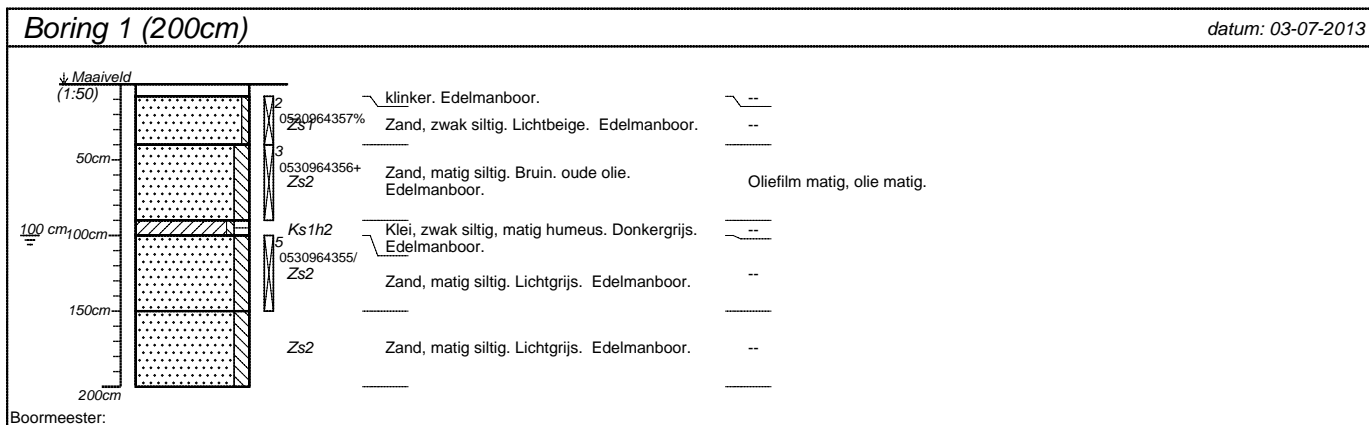 Boring 1 (200cm) datum: 03-07-2013
Maaiveld
(1:50)
klinker. Edelmanboor. --
2
0530964357%
Zs1 Zand, zwak siltig. Lichtbeige. Edelmanboor. --
50cm
3
0530964356+
Zs2 Zand, matig siltig. Bruin. oude olie. Edelmanboor. Oliefilm matig, olie matig.
100 cm 100cm
Ks1h2 Klei, zwak siltig, matig humeus. Donkergrijs. Edelmanboor. --
5
0530964355/
Zs2 Zand, matig siltig. Lichtgrijs. Edelmanboor. --
150cm
Zs2 Zand, matig siltig. Lichtgrijs. Edelmanboor. --
200cm
Boormeester: